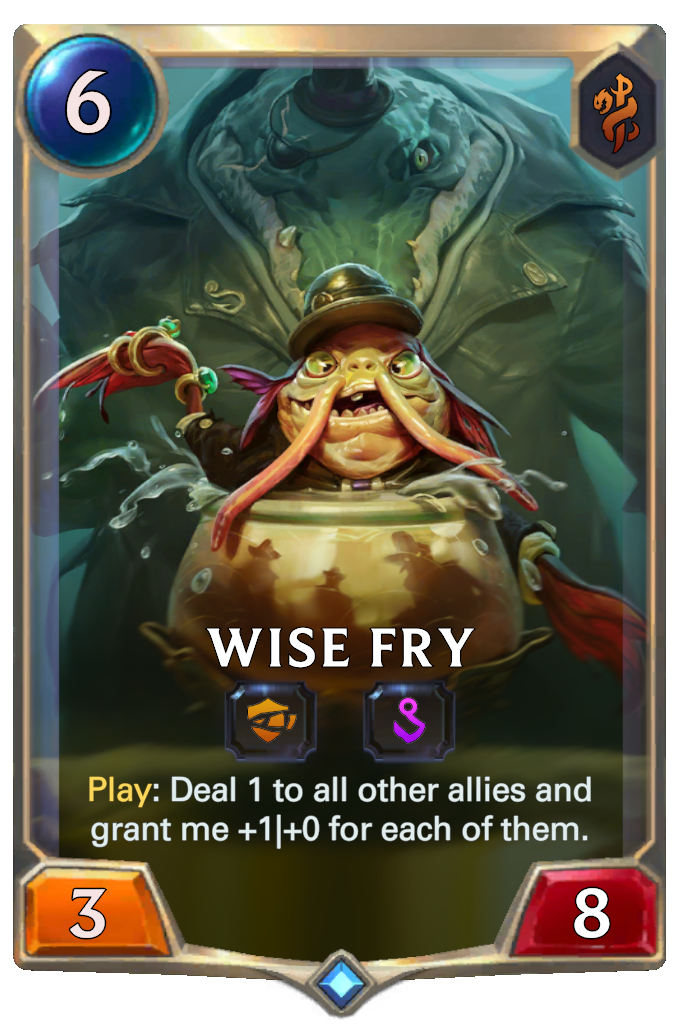 6
WISE FRY
Play: Deal 1 to all other allies and
grant me +1|+0 for each of them.
3
8